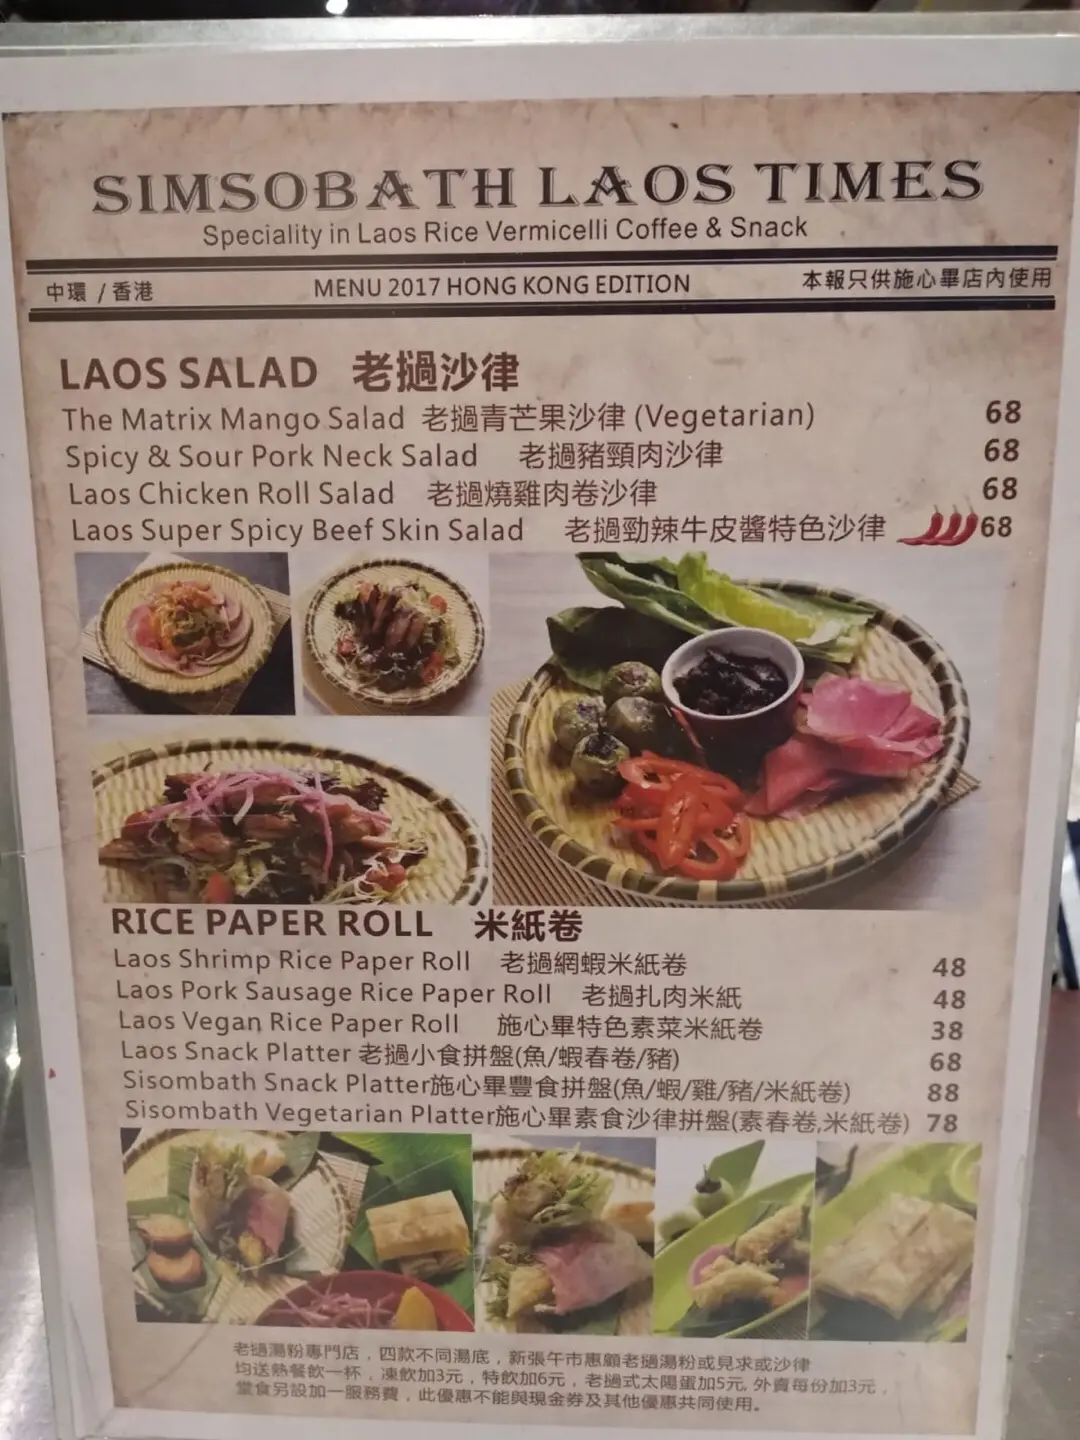 SIMSOBATH LAOS TIMES
Speciality in Laos Rice Vermicelli Coffee & Snack
中環 / 香港 MENU 2017 HONG KONG EDITION 本報只供施心畢店內使用
LAOS SALAD 老撾沙律
The Matrix Mango Salad 老撾青芒果沙律 (Vegetarian) 68
Spicy & Sour Pork Neck Salad 老撾豬頸肉沙律 68
Laos Chicken Roll Salad 老撾燒雞肉卷沙律 68
Laos Super Spicy Beef Skin Salad 老撾勁辣牛皮醬特色沙律 68
RICE PAPER ROLL 米紙卷
Laos Shrimp Rice Paper Roll 老撾網蝦米紙卷 48
Laos Pork Sausage Rice Paper Roll 老撾扎肉米紙 48
Laos Vegan Rice Paper Roll 施心畢特色素菜米紙卷 38
Laos Snack Platter 老撾小食拼盤(魚/蝦春卷/豬) 68
Sisombath Snack Platter施心畢豐食拼盤(魚/蝦/雞/豬/米紙卷) 88
Sisombath Vegetarian Platter施心畢素食沙律拼盤(素春卷,米紙卷) 78
老撾湯粉專門店，四款不同湯底，新張午市惠顧老撾湯粉或見求或沙律
均送熱餐飲一杯，凍飲加3元，特飲加6元，老撾式太陽蛋加5元, 外賣每份加3元，
堂食另設加一服務費，此優惠不能與現金券及其他優惠共同使用。